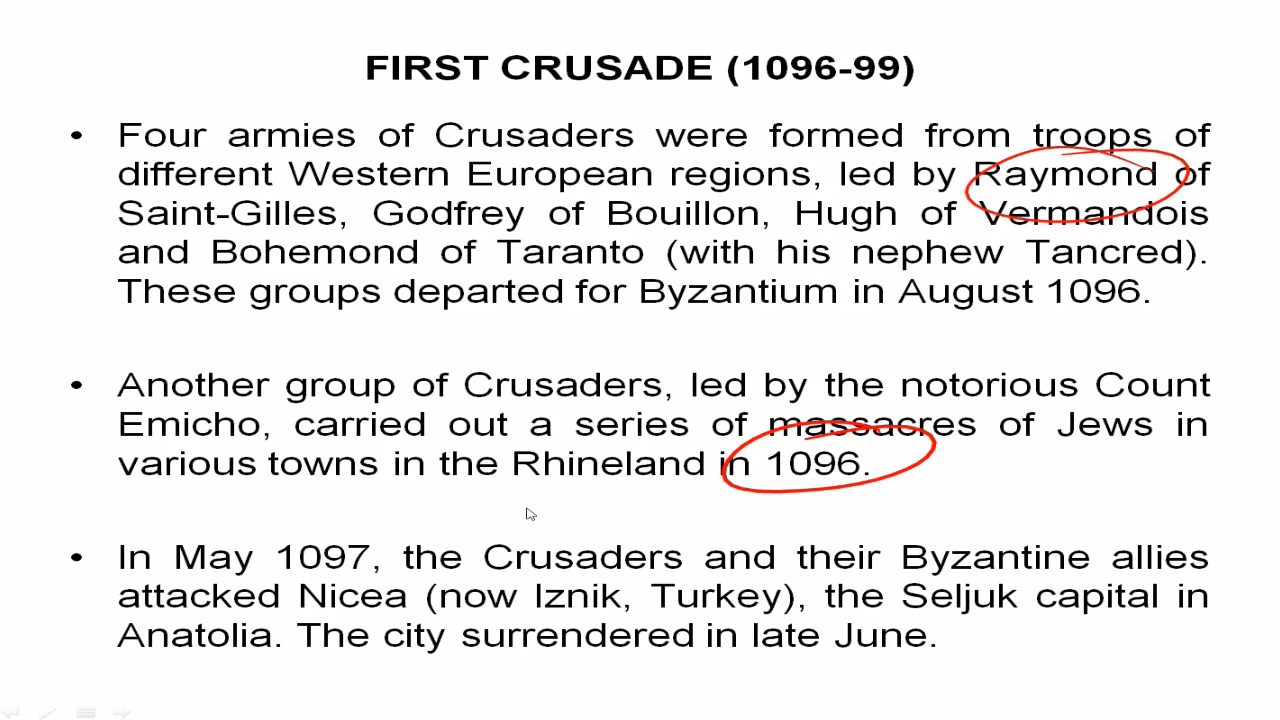 FIRST CRUSADE (1096-99)
• Four armies of Crusaders were formed from troops of
different Western European regions, led by Raymond of
Saint-Gilles, Godfrey of Bouillon, Hugh of Vermandois
and Bohemond of Taranto (with his nephew Tancred).
These groups departed for Byzantium in August 1096.
• Another group of Crusaders, led by the notorious Count
Emicho, carried out a series of massacres of Jews in
various towns in the Rhineland in 1096.
• In May 1097, the Crusaders and their Byzantine allies
attacked Nicea (now Iznik, Turkey), the Seljuk capital in
Anatolia. The city surrendered in late June.